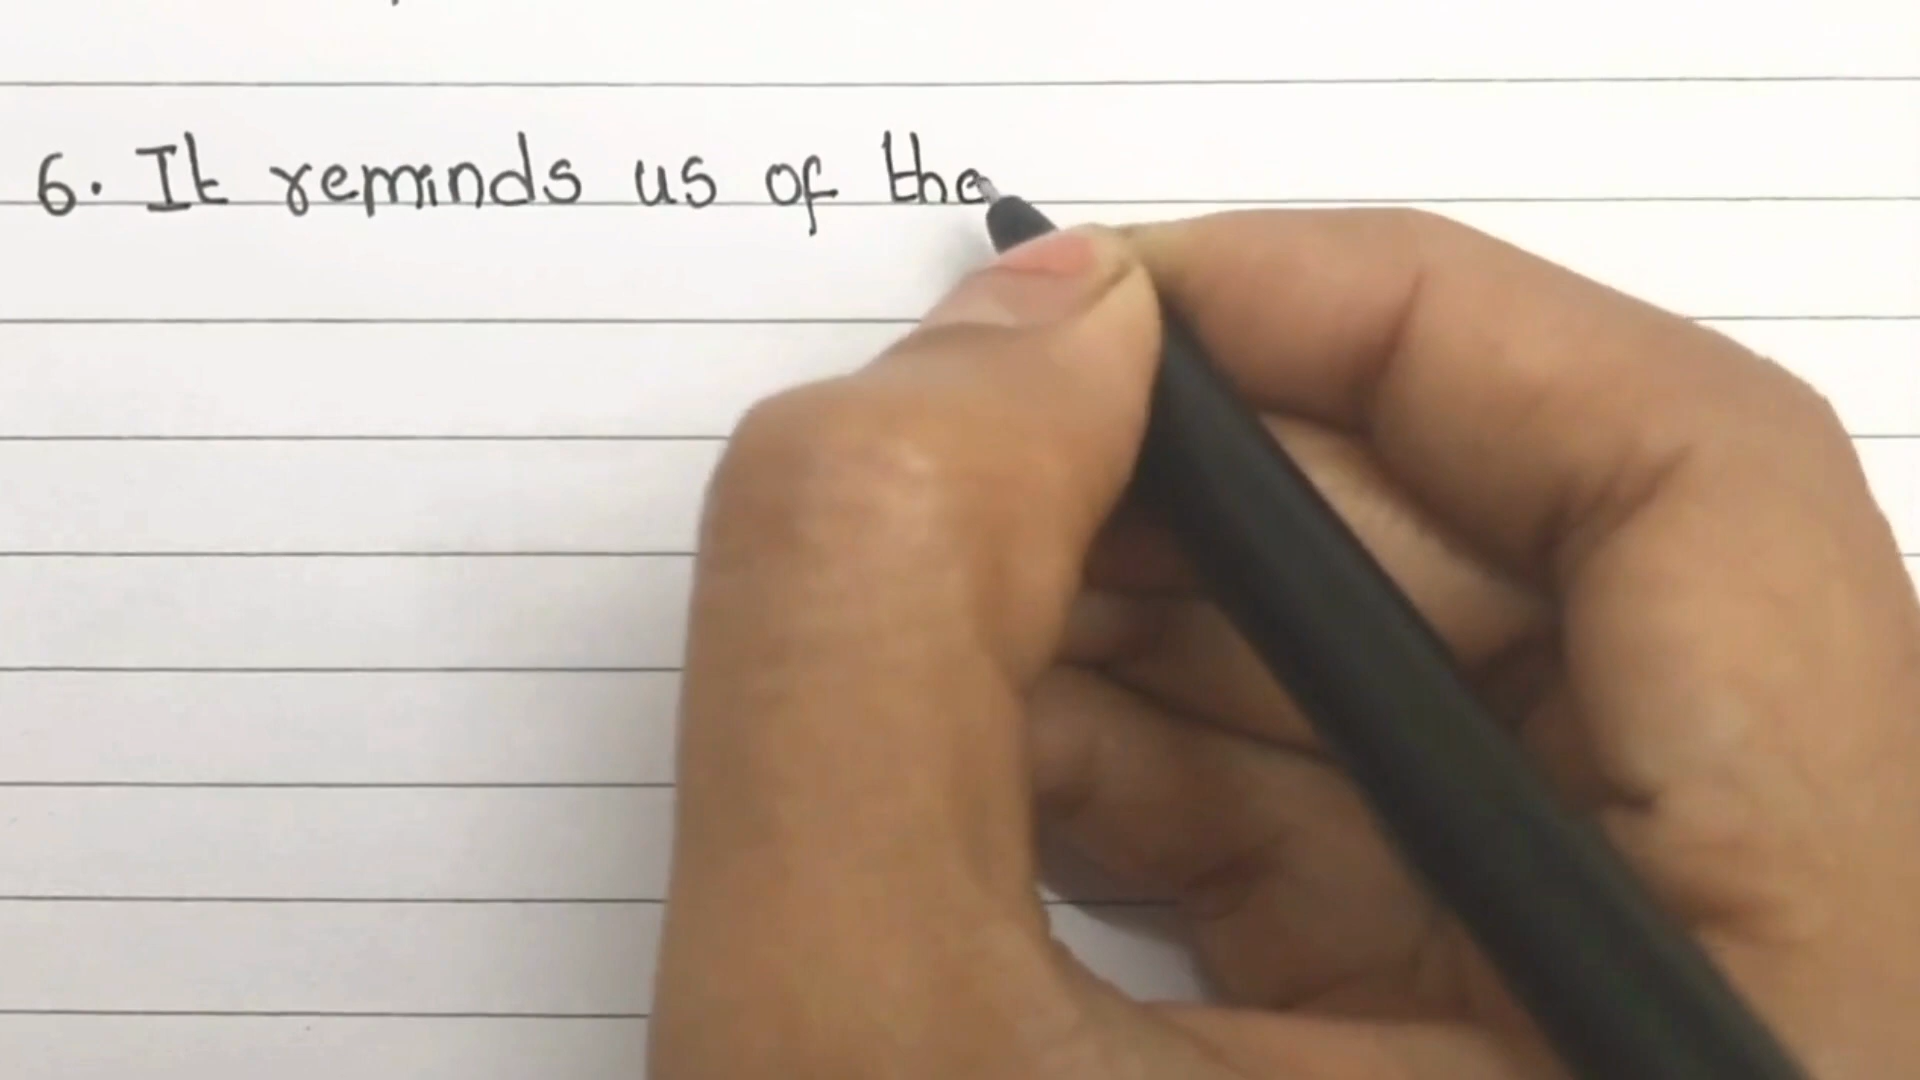 6. It reminds us of the